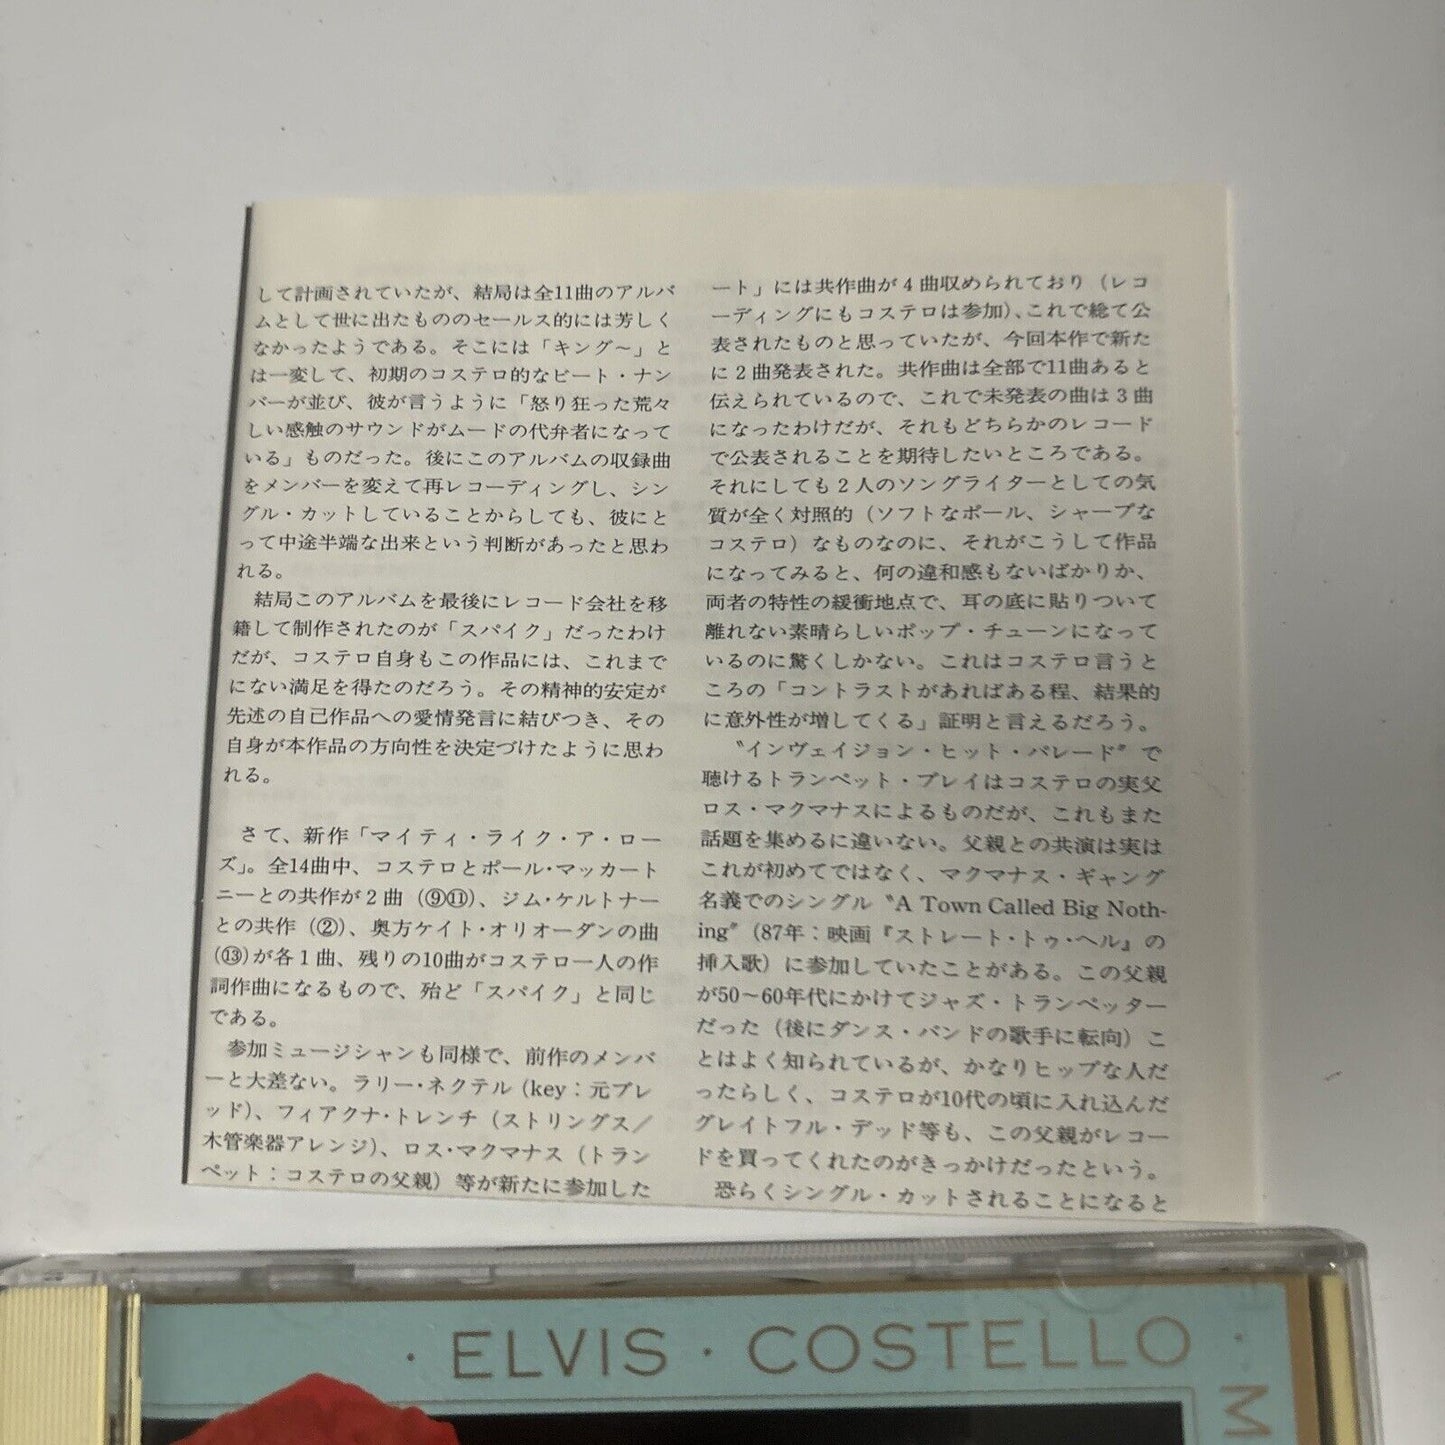 して計画されていたが、結局は全11曲のアルバ
ムとして世に出たもののセールス的には芳しく
なかったようである。そこには「キング〜」と
は一変して、初期のコステロ的なビート・ナン
バーが並び、彼が言うように「怒り狂った荒々
しい感触のサウンドがムードの代弁者になって
いる」ものだった。後にこのアルバムの収録曲
をメンバーを変えて再レコーディングし、シン
グル・カットしていることからしても、彼にと
って中途半端な出来という判断があったと思わ
れる。
結局このアルバムを最後にレコード会社を移
籍して制作されたのが「スパイク」だったわけ
だが、コステロ自身もこの作品には、これまで
にない満足を得たのだろう。その精神的安定が
先述の自己作品への愛情発言に結びつき、その
自身が本作品の方向性を決定づけたように思わ
れる。
さて、新作「マイティ・ライク・ア・ロー
ズ」。全14曲中、コステロとポール・マッカート
ニーとの共作が2曲（⑨⑪）、ジム・ケルトナー
との共作（②）、奥方ケイト・オリオーダンの曲
（⑬）が各1曲、残りの10曲がコステロ一人の作
詞作曲になるもので、殆ど「スパイク」と同じ
である。
参加ミュージシャンも同様で、前作のメンバ
ーと大差ない。ラリー・ネクテル（key：元ブレ
ッド）、フィアクナ・トレンチ（ストリングス／
木管楽器アレンジ）、ロス・マクマナス（トラン
ペット：コステロの父親）等が新たに参加した
ート」には共作曲が4曲収められており（レコ
ーディングにもコステロは参加）、これで総て公
表されたものと思っていたが、今回本作で新た
に2曲発表された。共作曲は全部で11曲あると
伝えられているので、これで未発表の曲は3曲
になったわけだが、それもどちらかのレコード
で公表されることを期待したいところである。
それにしても2人のソングライターとしての気
質が全く対照的（ソフトなポール、シャープな
コステロ）なものなのに、それがこうして作品
になってみると、何の違和感もないばかりか、
両者の特性の緩衝地点で、耳の底に貼りついて
離れない素晴らしいポップ・チューンになって
いるのに驚くしかない。これはコステロ言うと
ころの「コントラストがあればある程、結果的
に意外性が増してくる」証明と言えるだろう。
〝インヴェイジョン・ヒット・パレード〟で
聴けるトランペット・プレイはコステロの実父
ロス・マクマナスによるものだが、これもまた
話題を集めるに違いない。父親との共演は実は
これが初めてではなく、マクマナス・ギャング
名義でのシングル〝A Town Called Big Noth-
ing〟（87年：映画『ストレート・トゥ・ヘル』の
挿入歌）に参加していたことがある。この父親
が50〜60年代にかけてジャズ・トランペッター
だった（後にダンス・バンドの歌手に転向）こ
とはよく知られているが、かなりヒップな人だ
ったらしく、コステロが10代の頃に入れ込んだ
グレイトフル・デッド等も、この父親がレコー
ドを買ってくれたのがきっかけだったという。
恐らくシングル・カットされることになると
· ELVIS · COSTELLO ·
M